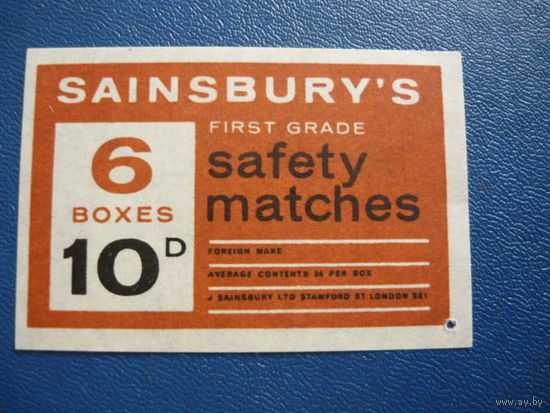 SAINSBURY'S
FIRST GRADE
safety
matches
6
BOXES
10D
FOREIGN MAKE
AVERAGE CONTENTS 36 PER BOX
J SAINSBURY LTD STAMFORD ST LONDON SE1
www.ay.by